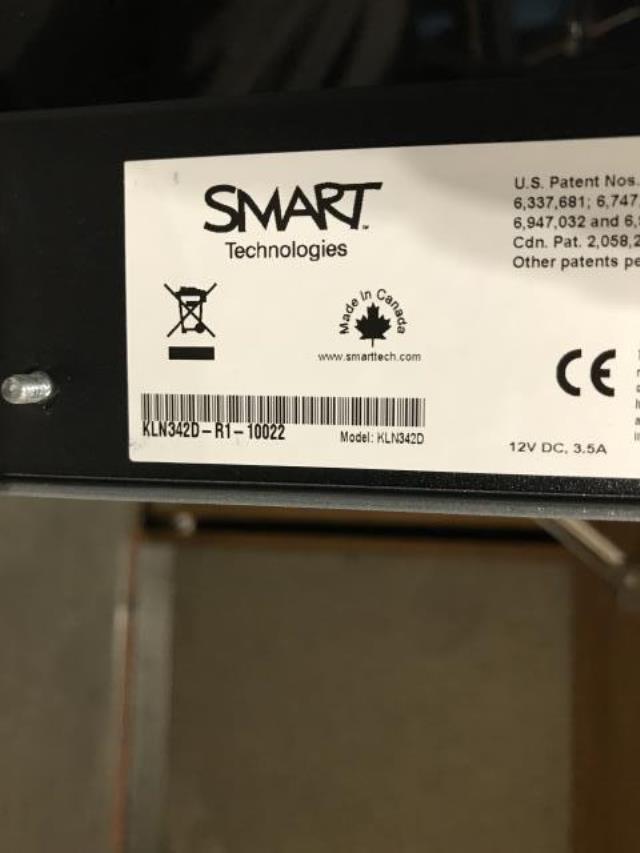 SMART
Technologies
Made in Canada
www.smarttech.com
KLN342D-R1-10022
Model: KLN342D
U.S. Patent Nos.
6,337,681; 6,747,
6,947,032 and 6,
Cdn. Pat. 2,058,2
Other patents pe
CE
12V DC, 3.5A